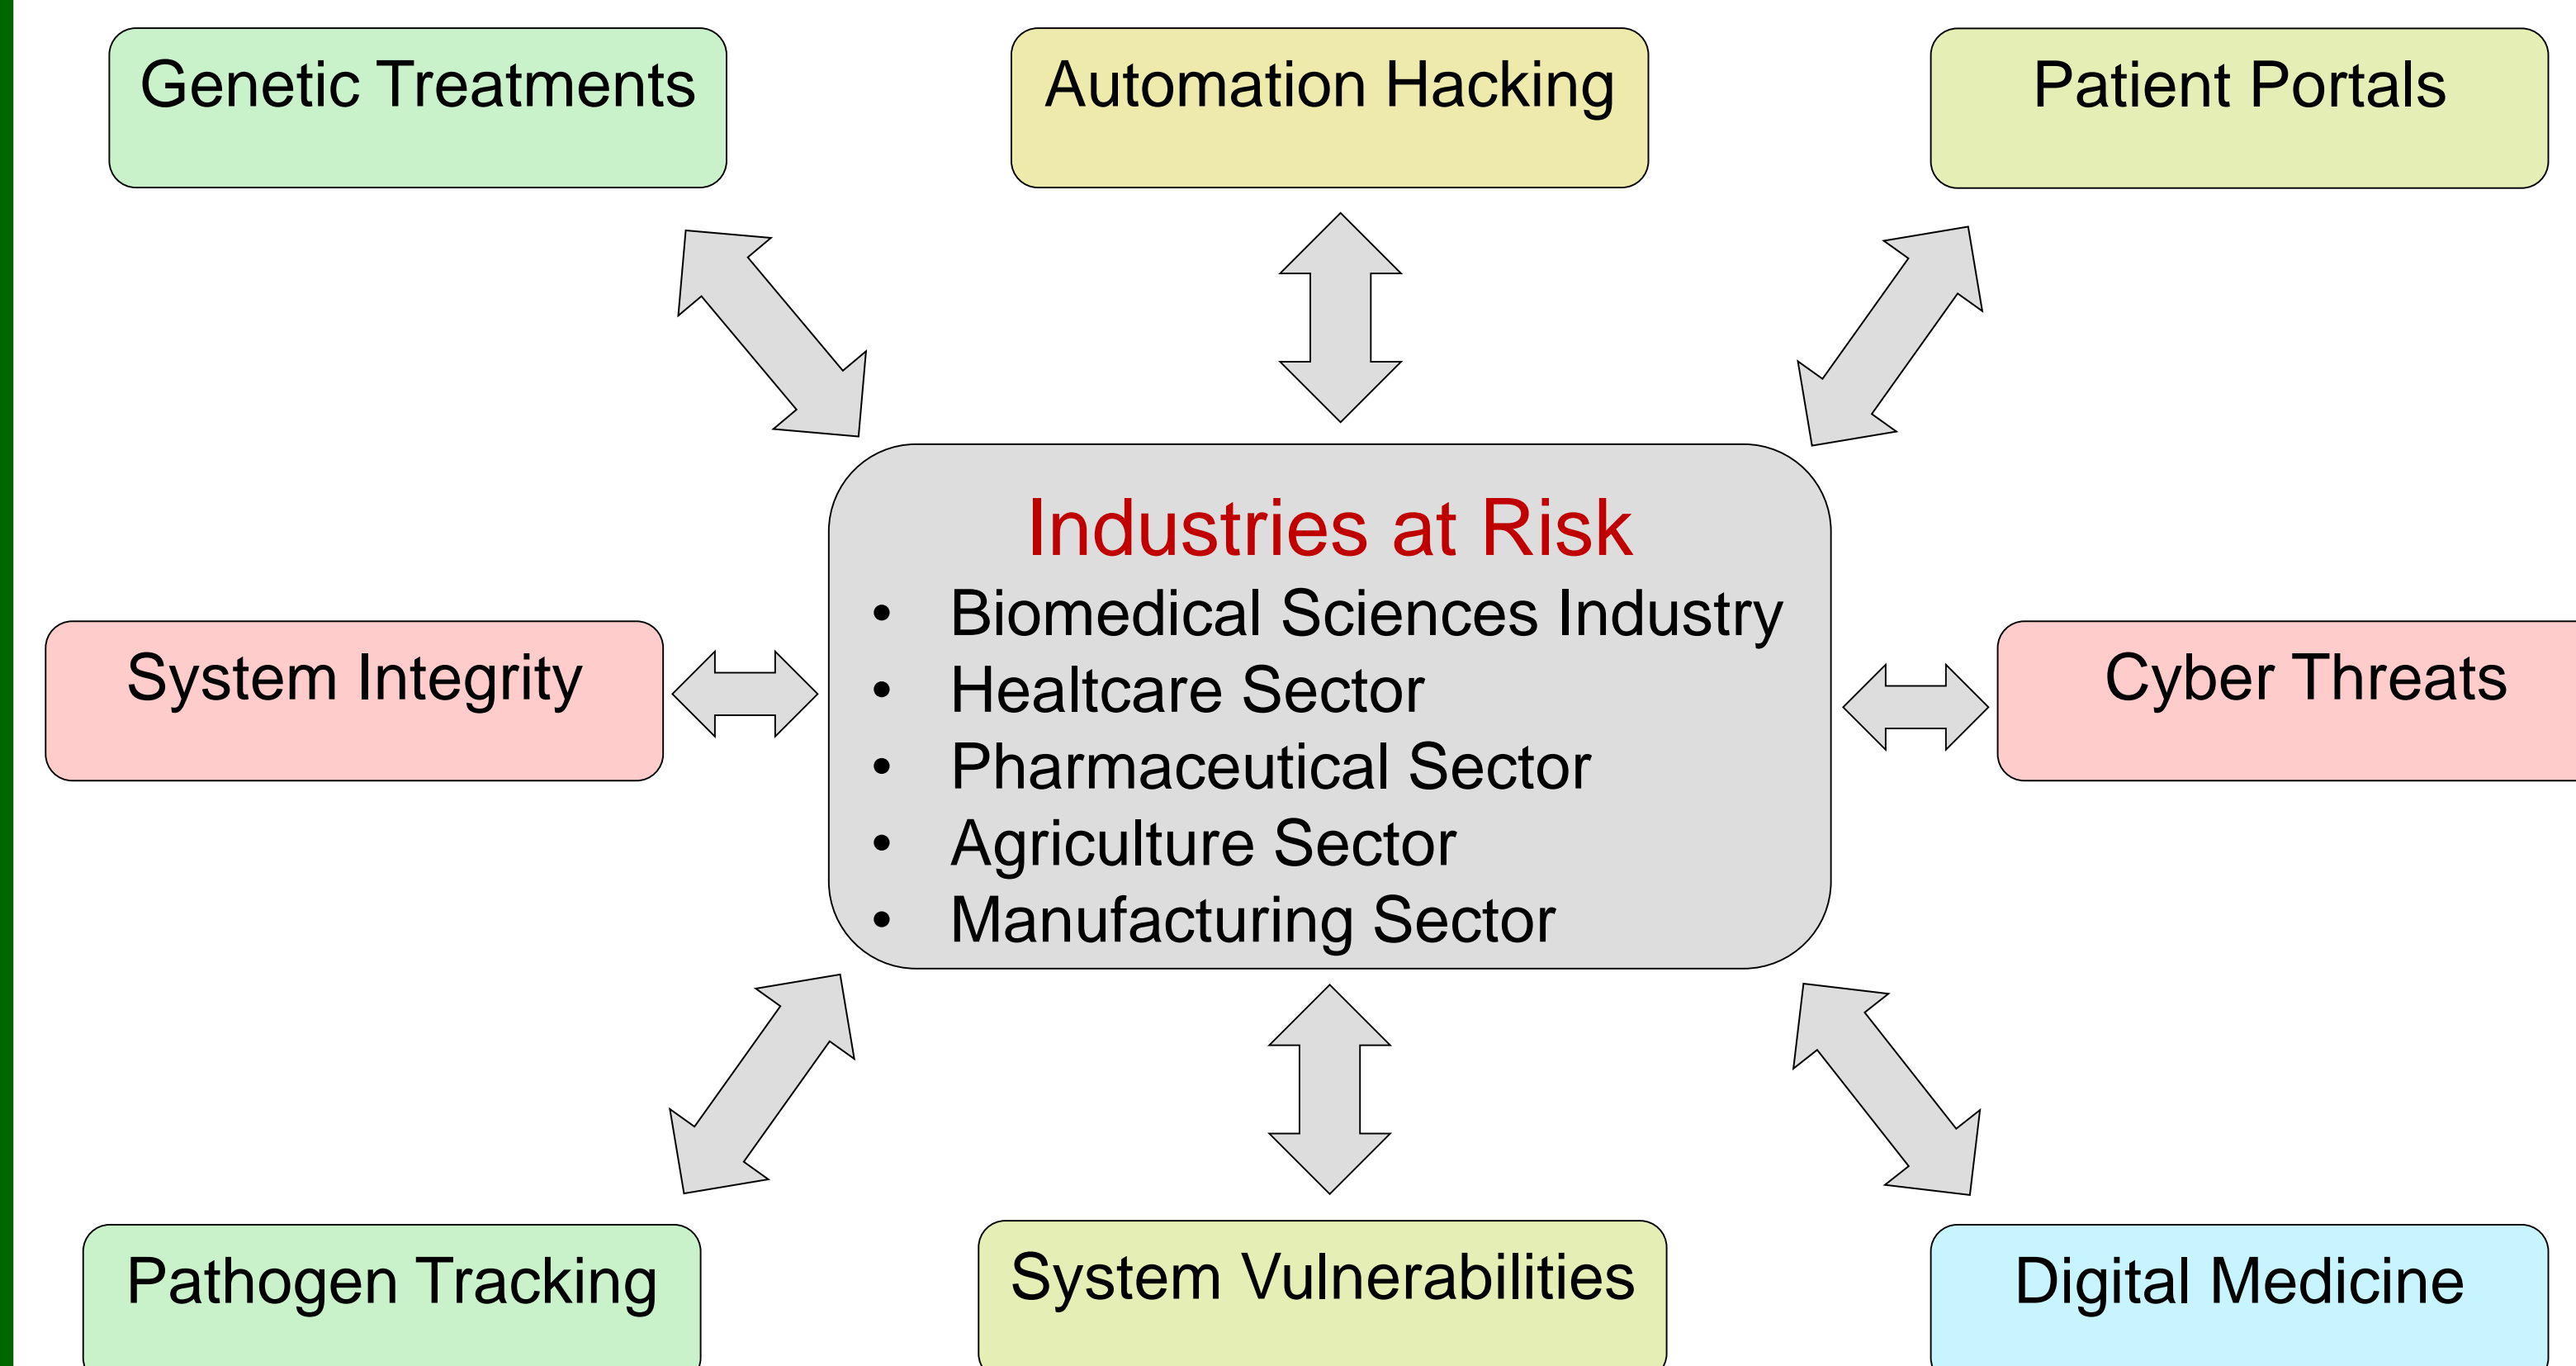 Genetic Treatments
Automation Hacking
Patient Portals
Industries at Risk
• Biomedical Sciences Industry
• Healtcare Sector
• Pharmaceutical Sector
• Agriculture Sector
• Manufacturing Sector
System Integrity
Cyber Threats
Pathogen Tracking
System Vulnerabilities
Digital Medicine